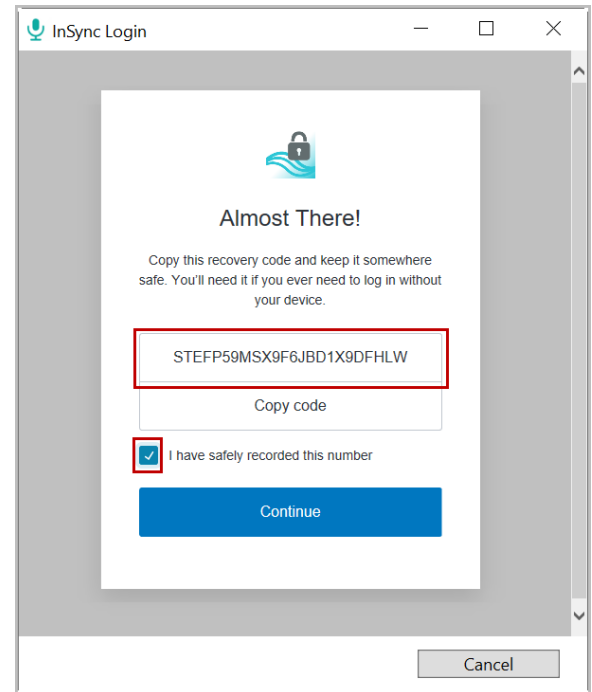 InSync Login
Almost There!
Copy this recovery code and keep it somewhere
safe. You'll need it if you ever need to log in without
your device.
STEFP59MSX9F6JBD1X9DFHLW
Copy code
I have safely recorded this number
Continue
Cancel